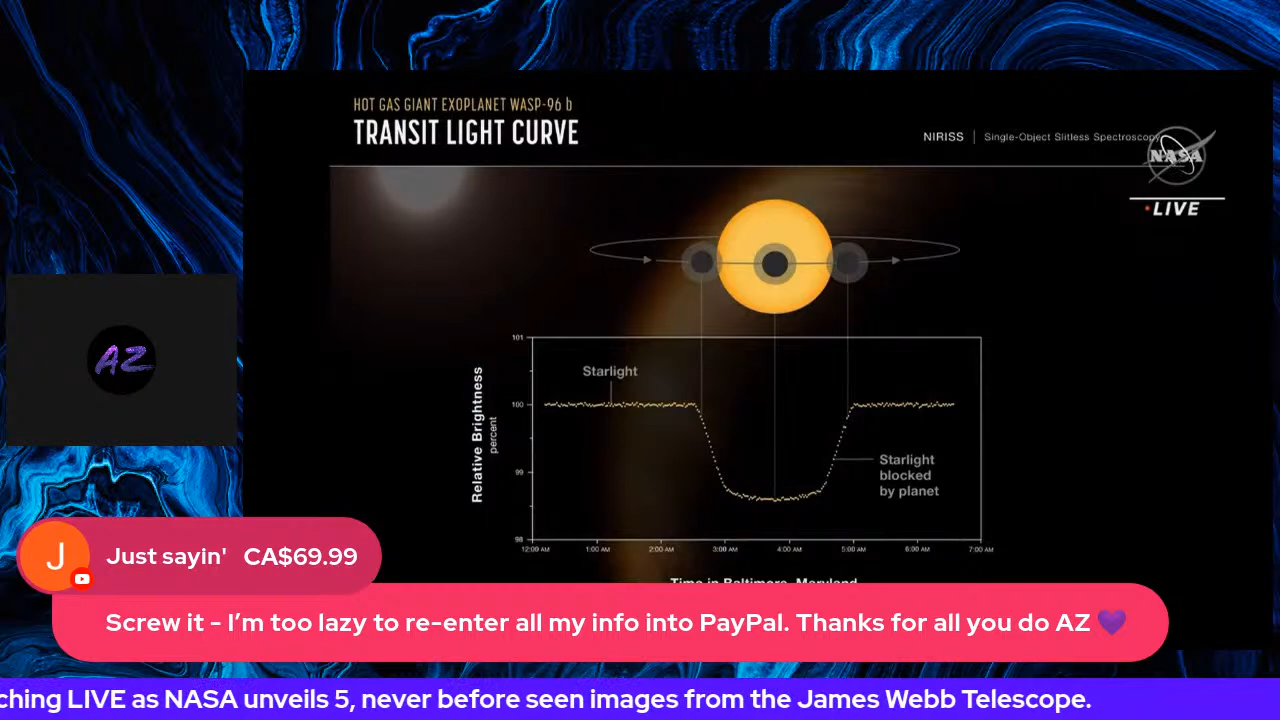 HOT GAS GIANT EXOPLANET WASP-96 b
TRANSIT LIGHT CURVE
NIRISS | Single-Object Slitless Spectroscopy
NASA
LIVE
AZ
101
Starlight
100
Relative Brightness
percent
99
Starlight
blocked
by planet
98
12:00 AM 1:00 AM 2:00 AM 3:00 AM 4:00 AM 5:00 AM 6:00 AM 7:00 AM
Time in Baltimore, Maryland
J
Just sayin' CA$69.99
Screw it - I'm too lazy to re-enter all my info into PayPal. Thanks for all you do AZ 💜
ching LIVE as NASA unveils 5, never before seen images from the James Webb Telescope.